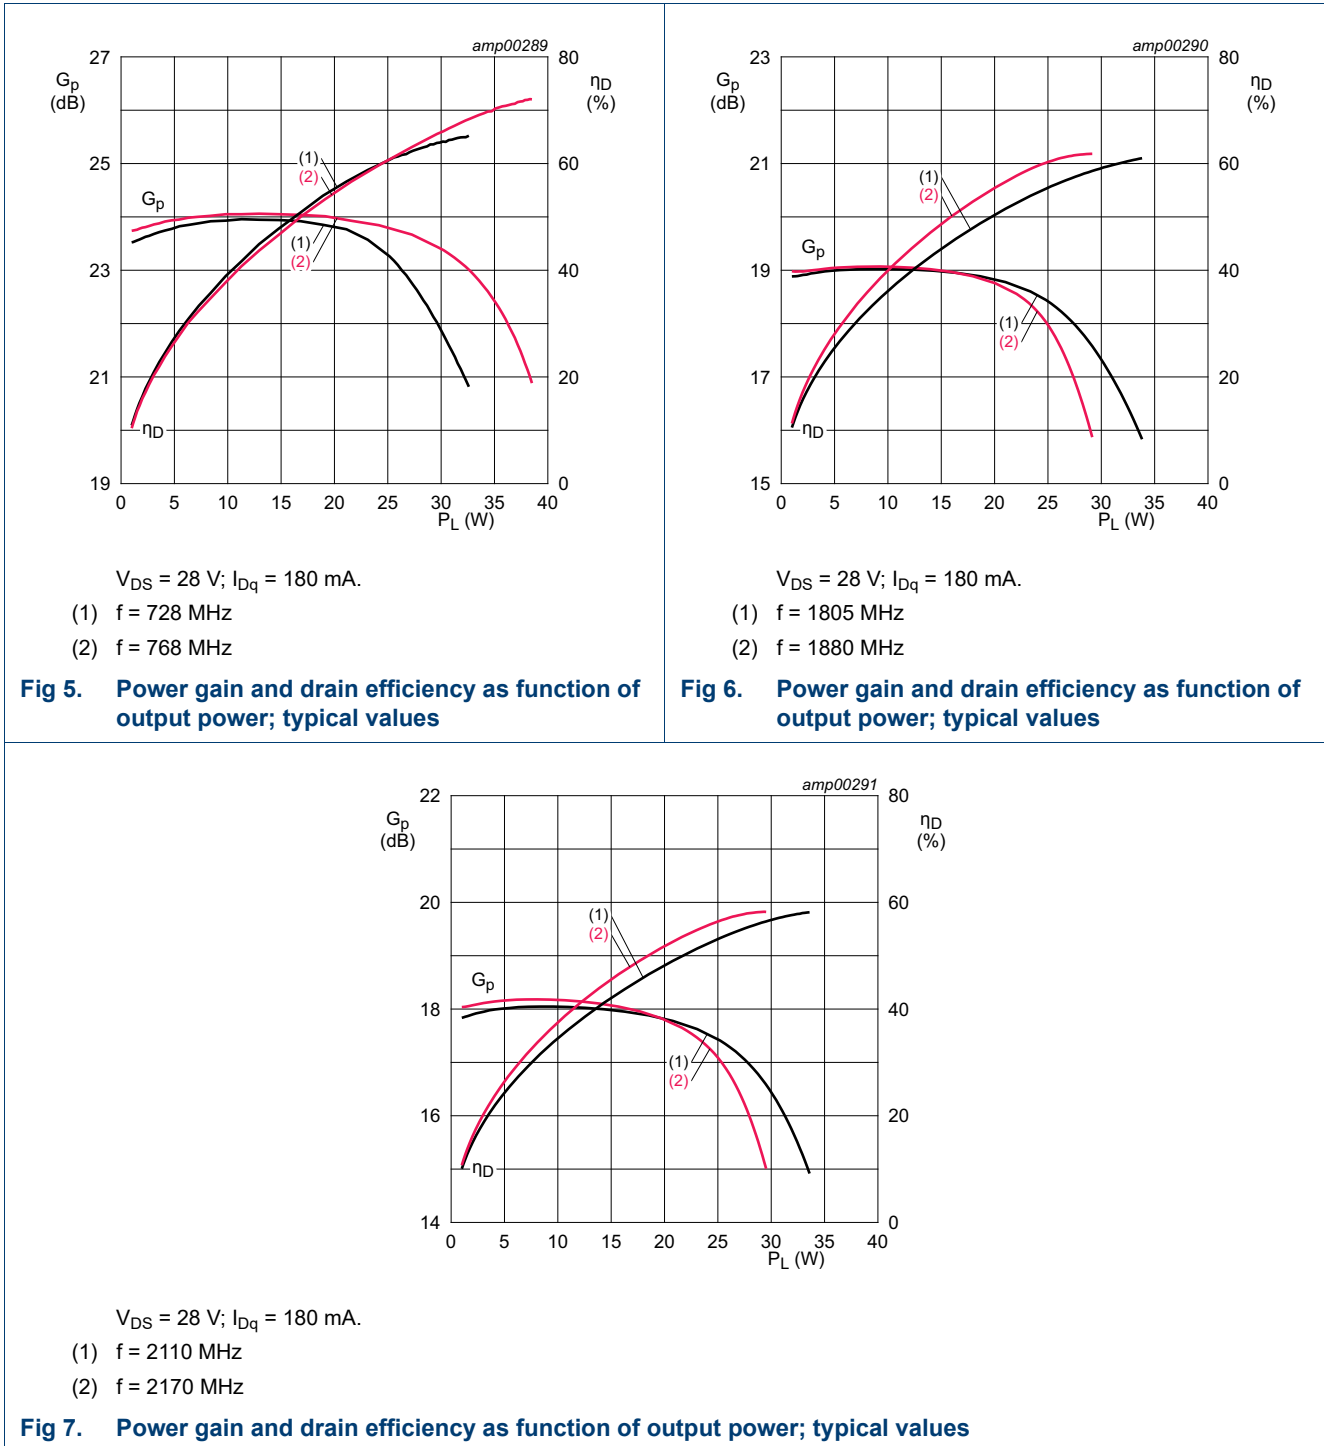 amp00289
27
80
Gp
(dB)
ηD
(%)
25
60
(1)
(2)
Gp
(1)
(2)
23
40
21
20
ηD
19
0
0 5 10 15 20 25 30 35 40
PL (W)
VDS = 28 V; IDq = 180 mA.
(1) f = 728 MHz
(2) f = 768 MHz
Fig 5. Power gain and drain efficiency as function of
output power; typical values
amp00290
23
80
Gp
(dB)
ηD
(%)
21
60
(1)
(2)
Gp
19
40
(1)
(2)
17
20
ηD
15
0
0 5 10 15 20 25 30 35 40
PL (W)
VDS = 28 V; IDq = 180 mA.
(1) f = 1805 MHz
(2) f = 1880 MHz
Fig 6. Power gain and drain efficiency as function of
output power; typical values
amp00291
22
80
Gp
(dB)
ηD
(%)
20
60
(1)
(2)
Gp
18
40
(1)
(2)
16
20
ηD
14
0
0 5 10 15 20 25 30 35 40
PL (W)
VDS = 28 V; IDq = 180 mA.
(1) f = 2110 MHz
(2) f = 2170 MHz
Fig 7. Power gain and drain efficiency as function of output power; typical values